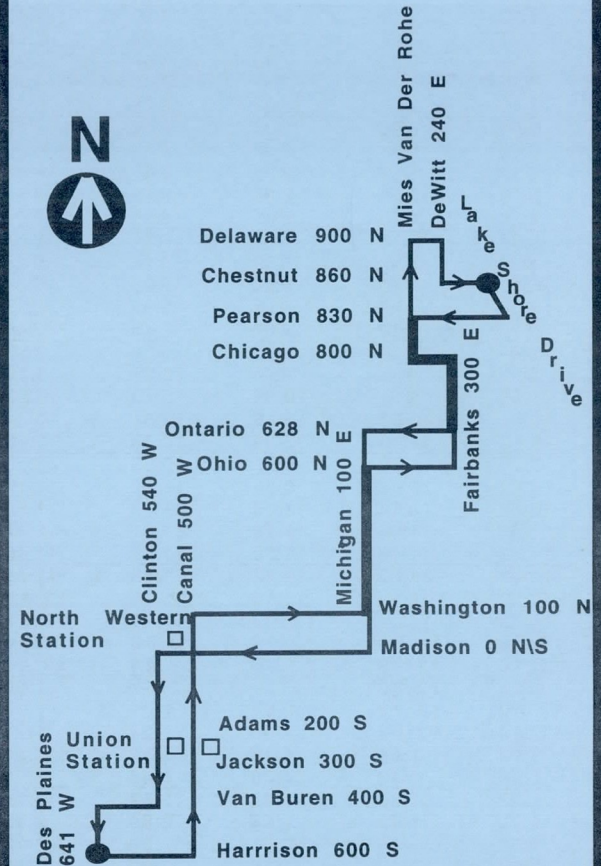 N
Mies Van Der Rohe
DeWitt 240 E
Lake Shore Drive
Delaware 900 N
Chestnut 860 N
Pearson 830 N
Chicago 800 N
Fairbanks 300 E
Ontario 628 N
Ohio 600 N
Michigan 100 E
Clinton 540 W
Canal 500 W
North Western
Station
Washington 100 N
Madison 0 N\S
Adams 200 S
Union
Station
Jackson 300 S
Van Buren 400 S
Des Plaines
641 W
Harrrison 600 S